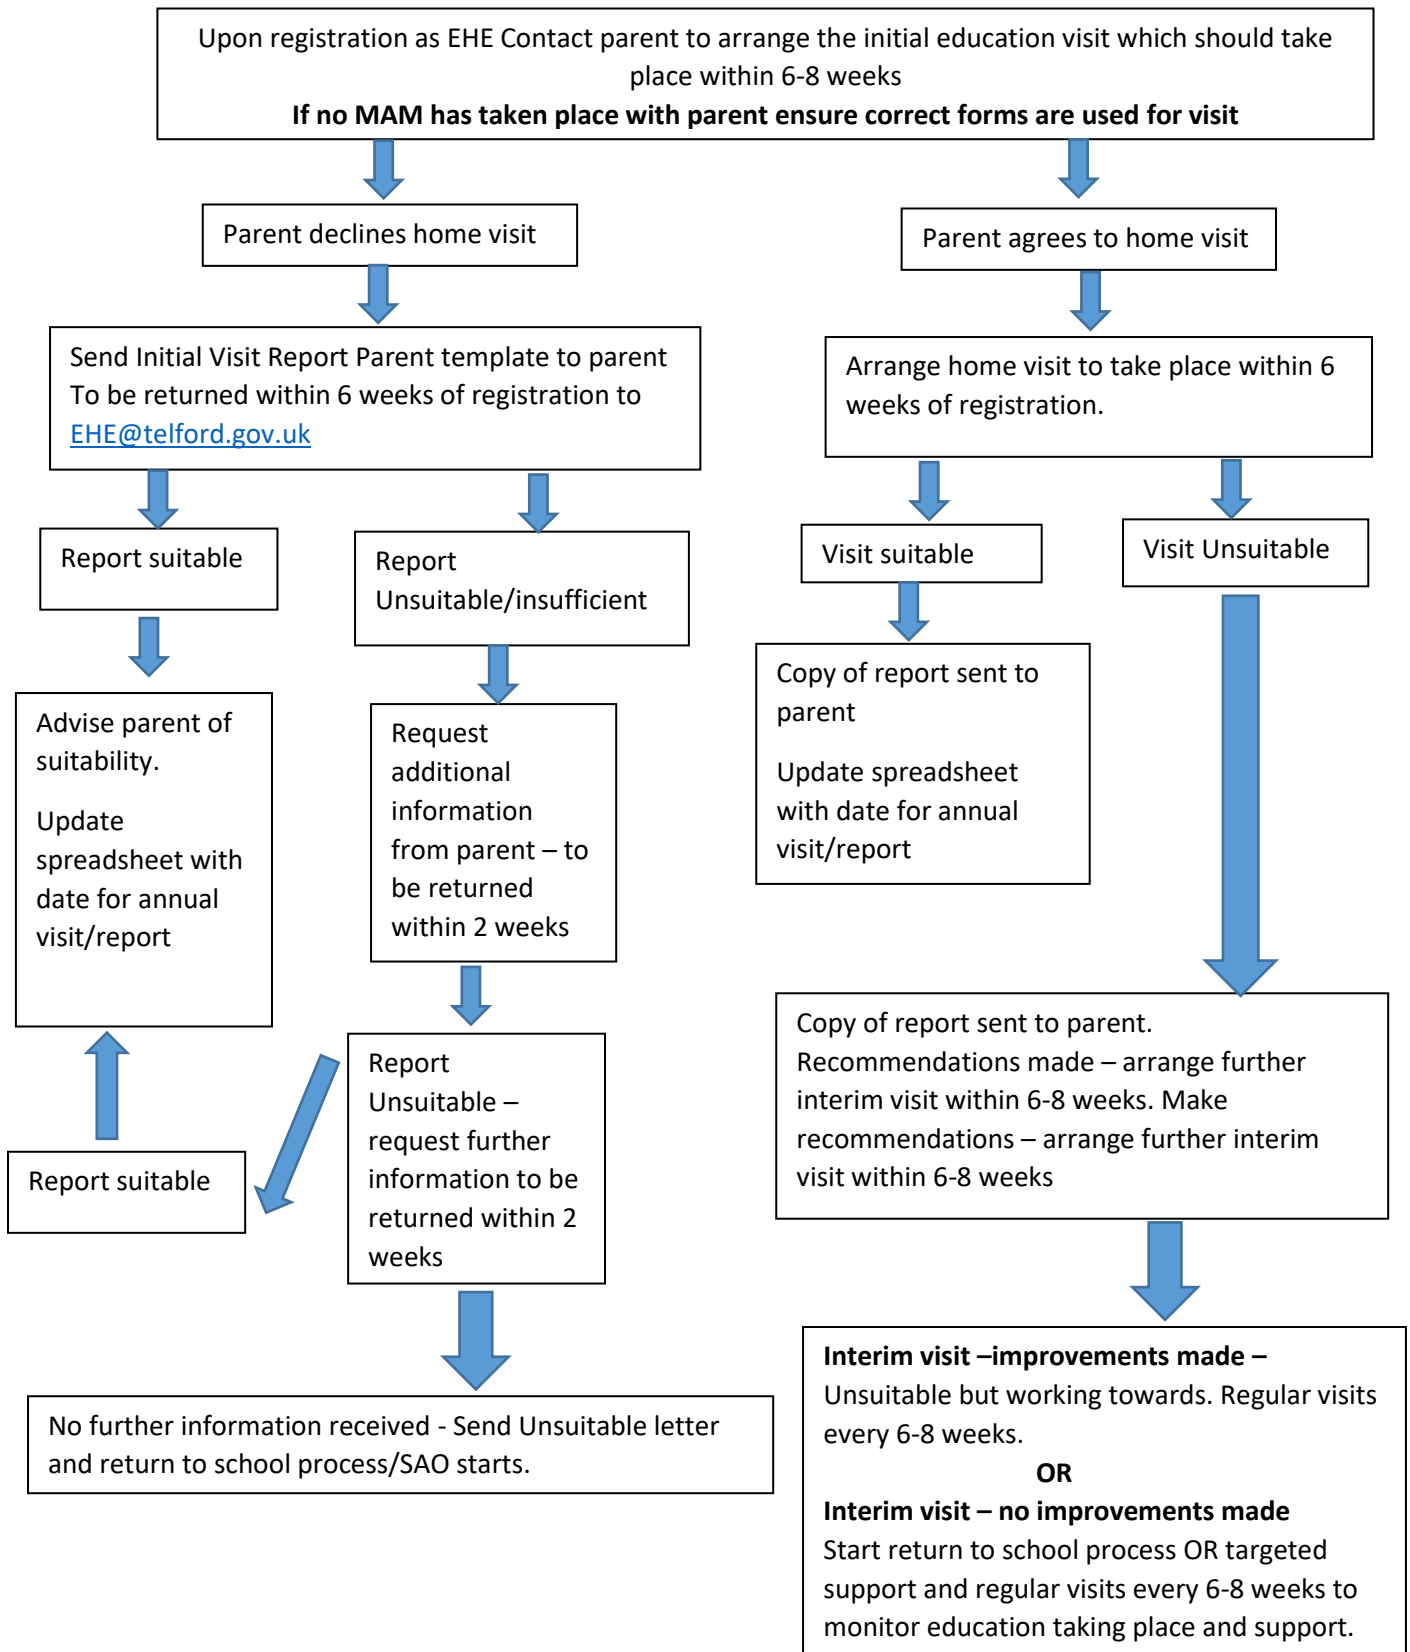 Upon registration as EHE Contact parent to arrange the initial education visit which should take
place within 6-8 weeks
If no MAM has taken place with parent ensure correct forms are used for visit
Parent declines home visit
Parent agrees to home visit
Send Initial Visit Report Parent template to parent
To be returned within 6 weeks of registration to
EHE@telford.gov.uk
Arrange home visit to take place within 6
weeks of registration.
Report suitable
Report
Unsuitable/insufficient
Visit suitable
Visit Unsuitable
Advise parent of
suitability.
Update
spreadsheet with
date for annual
visit/report
Request
additional
information
from parent – to
be returned
within 2 weeks
Copy of report sent to
parent
Update spreadsheet
with date for annual
visit/report
Report suitable
Report
Unsuitable –
request further
information to be
returned within 2
weeks
Copy of report sent to parent.
Recommendations made – arrange further
interim visit within 6-8 weeks. Make
recommendations – arrange further interim
visit within 6-8 weeks
No further information received - Send Unsuitable letter
and return to school process/SAO starts.
Interim visit –improvements made –
Unsuitable but working towards. Regular visits
every 6-8 weeks.
OR
Interim visit – no improvements made
Start return to school process OR targeted
support and regular visits every 6-8 weeks to
monitor education taking place and support.